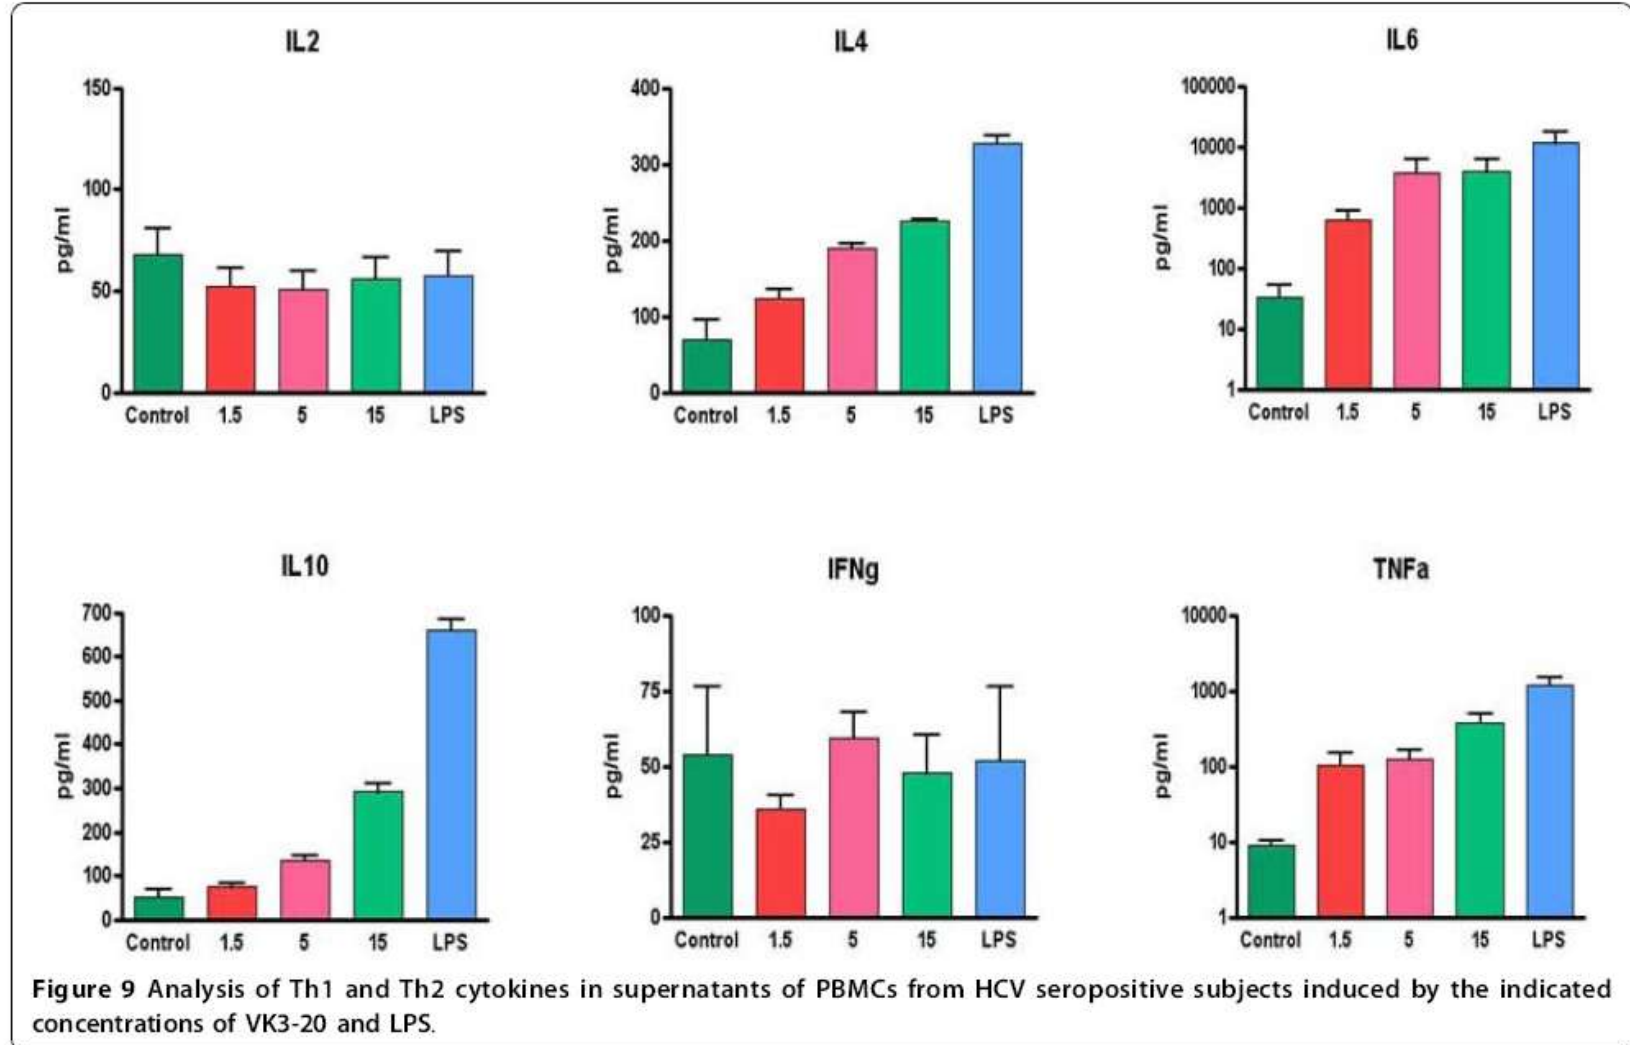 IL2
IL4
IL6
150
100
50
0
pg/ml
Control 1.5 5 15 LPS
400
300
200
100
0
pg/ml
Control 1.5 5 15 LPS
100000
10000
1000
100
10
1
pg/ml
Control 1.5 5 15 LPS
IL10
IFNg
TNFa
700
600
500
400
300
200
100
0
pg/ml
Control 1.5 5 15 LPS
100
75
50
25
0
pg/ml
Control 1.5 5 15 LPS
10000
1000
100
10
1
pg/ml
Control 1.5 5 15 LPS
Figure 9 Analysis of Th1 and Th2 cytokines in supernatants of PBMCs from HCV seropositive subjects induced by the indicated
concentrations of VK3-20 and LPS.